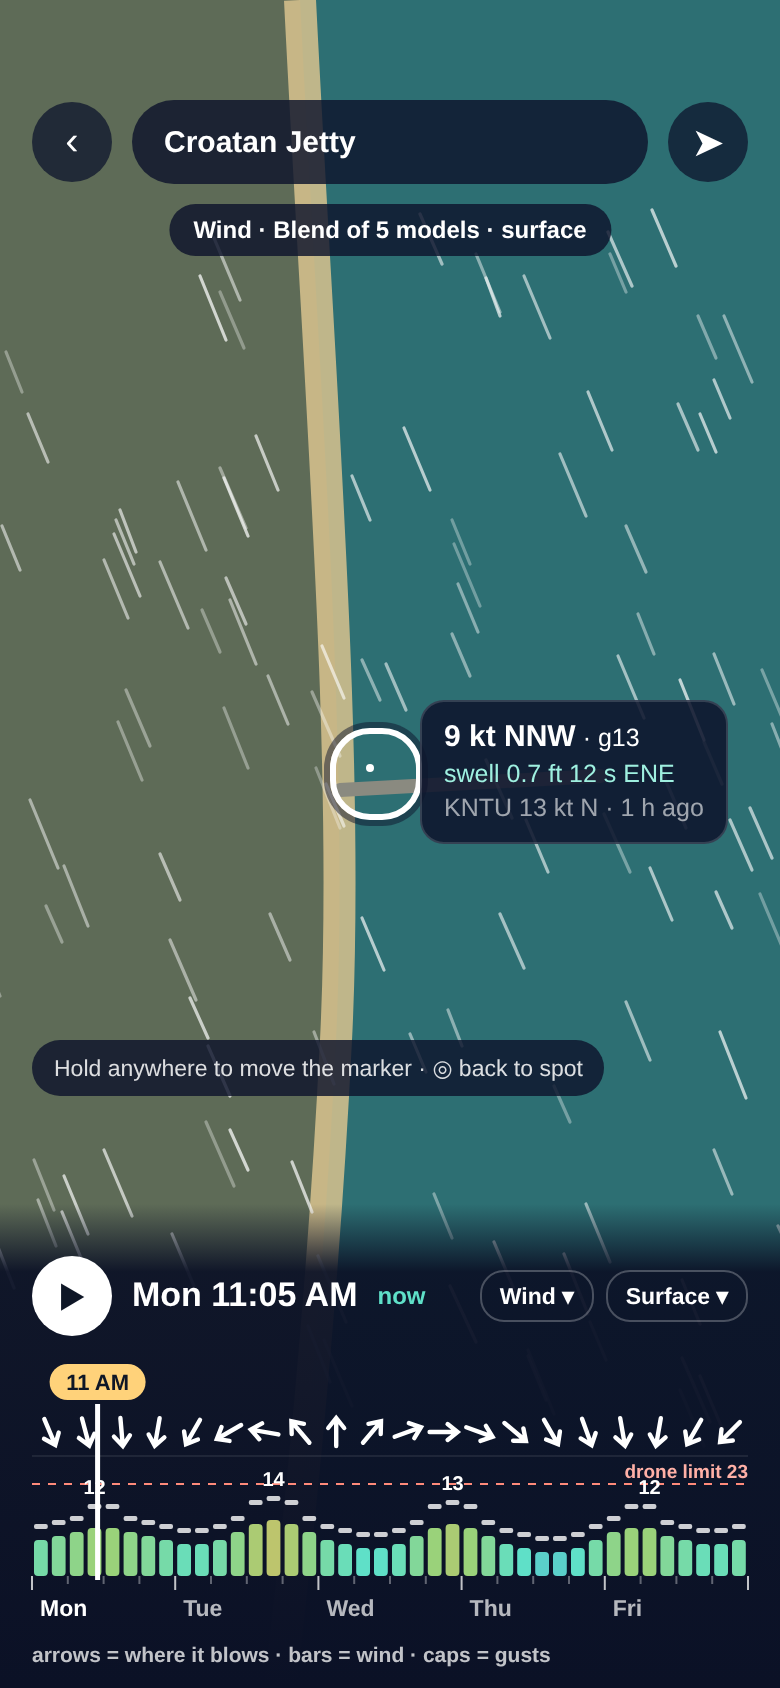 ‹ Croatan Jetty ➤
Wind · Blend of 5 models · surface
9 kt NNW · g13
swell 0.7 ft 12 s ENE
KNTU 13 kt N · 1 h ago
Hold anywhere to move the marker · ◎ back to spot
Mon 11:05 AM now Wind ▾ Surface ▾
11 AM
drone limit 23
12 14 13 12
Mon Tue Wed Thu Fri
arrows = where it blows · bars = wind · caps = gusts